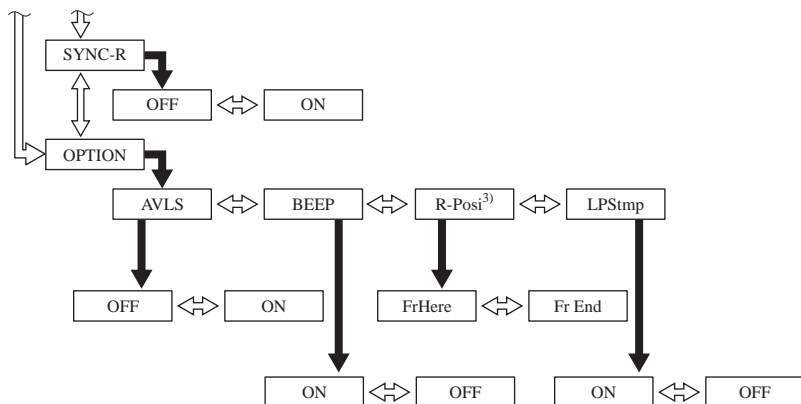 SYNC-R
OFF
ON
OPTION
AVLS
BEEP
R-Posi3)
LPStmp
OFF
ON
FrHere
Fr End
ON
OFF
ON
OFF